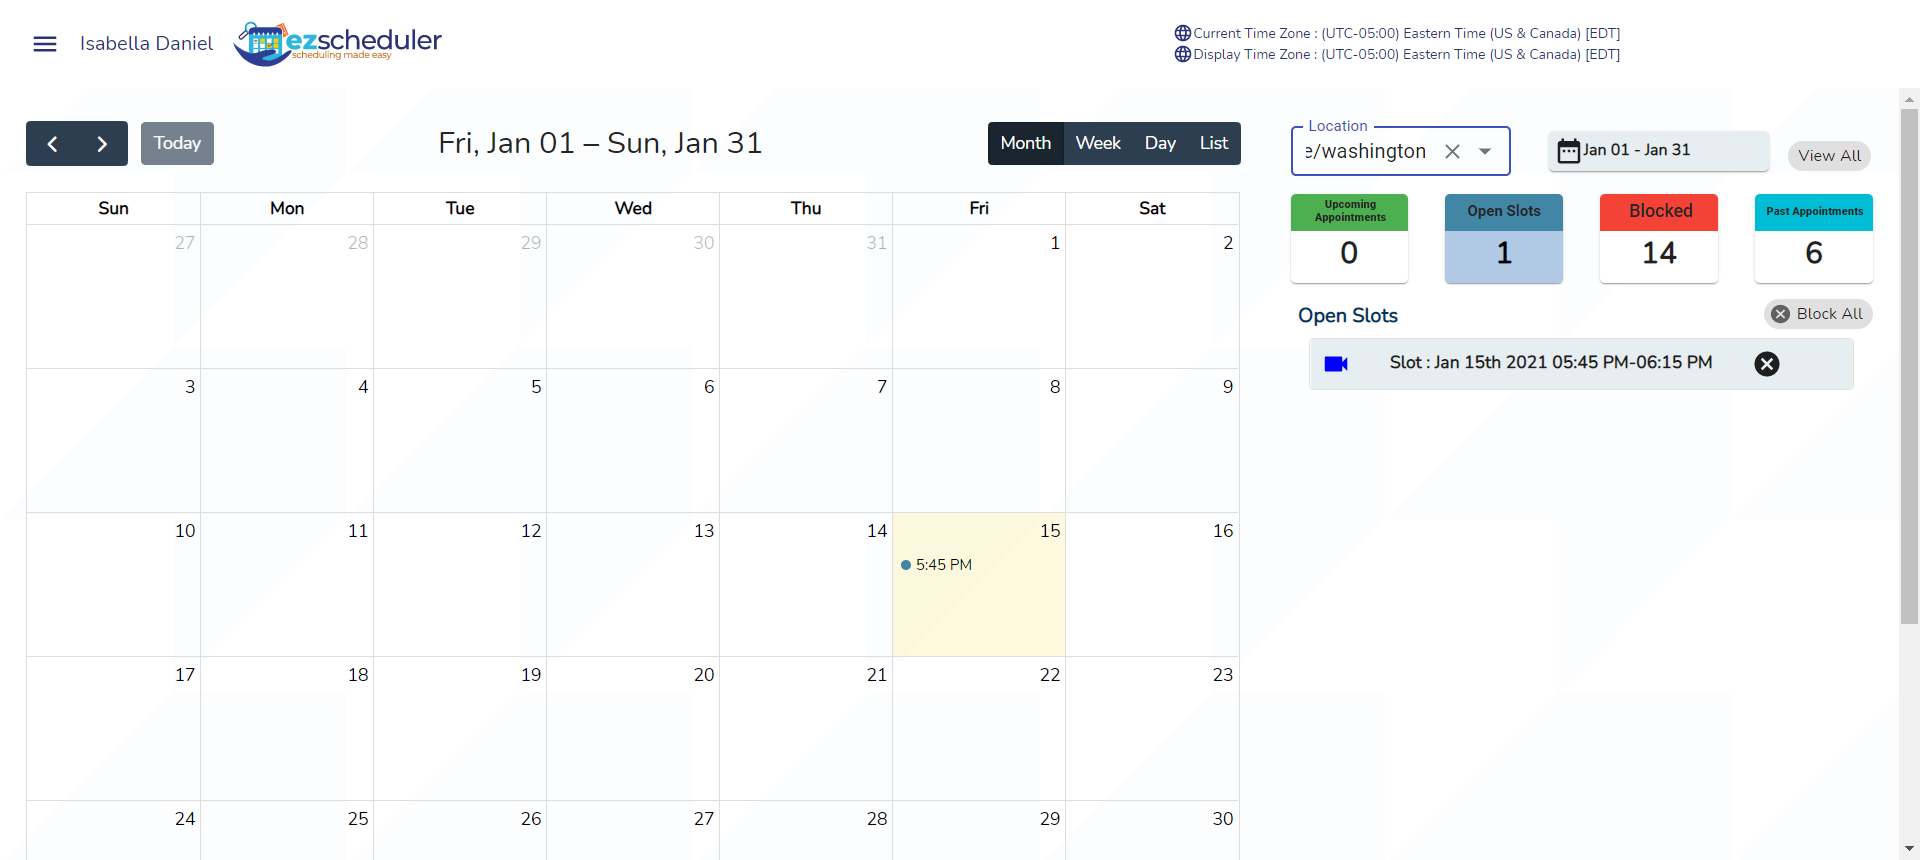 Isabella Daniel
ezscheduler
scheduling made easy
Current Time Zone : (UTC-05:00) Eastern Time (US & Canada) [EDT]
Display Time Zone : (UTC-05:00) Eastern Time (US & Canada) [EDT]
Today
Fri, Jan 01 – Sun, Jan 31
Month Week Day List
Location
e/washington
Jan 01 - Jan 31
View All
Upcoming Appointments
0
Open Slots
1
Blocked
14
Past Appointments
6
Open Slots
Block All
Slot : Jan 15th 2021 05:45 PM-06:15 PM
Sun Mon Tue Wed Thu Fri Sat
27 28 29 30 31 1 2
3 4 5 6 7 8 9
10 11 12 13 14 15 16
5:45 PM
17 18 19 20 21 22 23
24 25 26 27 28 29 30